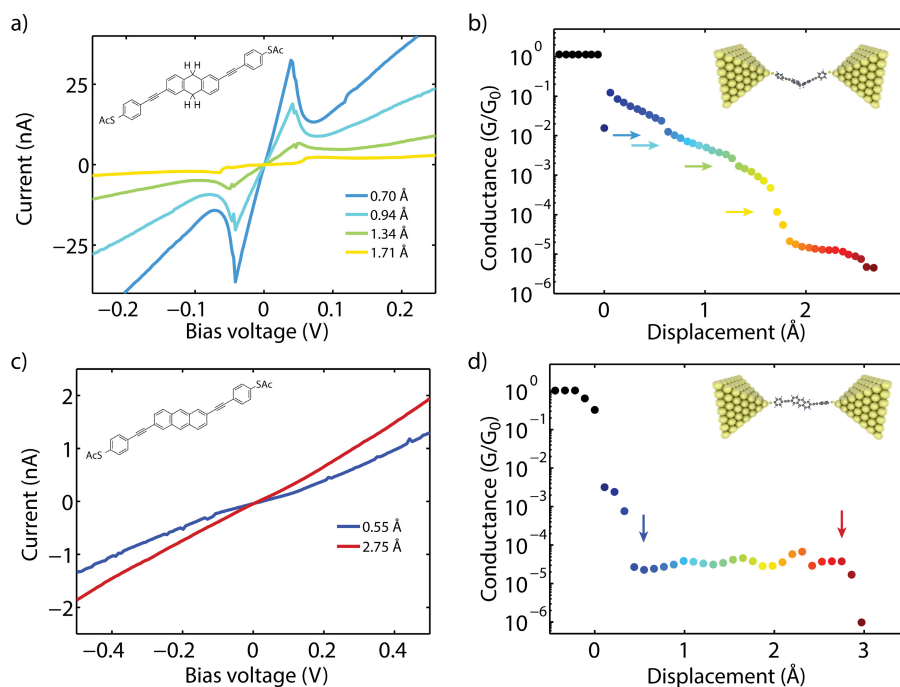 a)
Current (nA)
25
0
−25
−0.2
−0.1
0
0.1
0.2
Bias voltage (V)
H
H
H
H
SAc
AcS
0.70 Å
0.94 Å
1.34 Å
1.71 Å
b)
Conductance (G/G0)
10^0
10^-1
10^-2
10^-3
10^-4
10^-5
10^-6
0
1
2
Displacement (Å)
c)
Current (nA)
2
1
0
−1
−2
−0.4
−0.2
0
0.2
0.4
Bias voltage (V)
SAc
AcS
0.55 Å
2.75 Å
d)
Conductance (G/G0)
10^0
10^-1
10^-2
10^-3
10^-4
10^-5
10^-6
0
1
2
3
Displacement (Å)